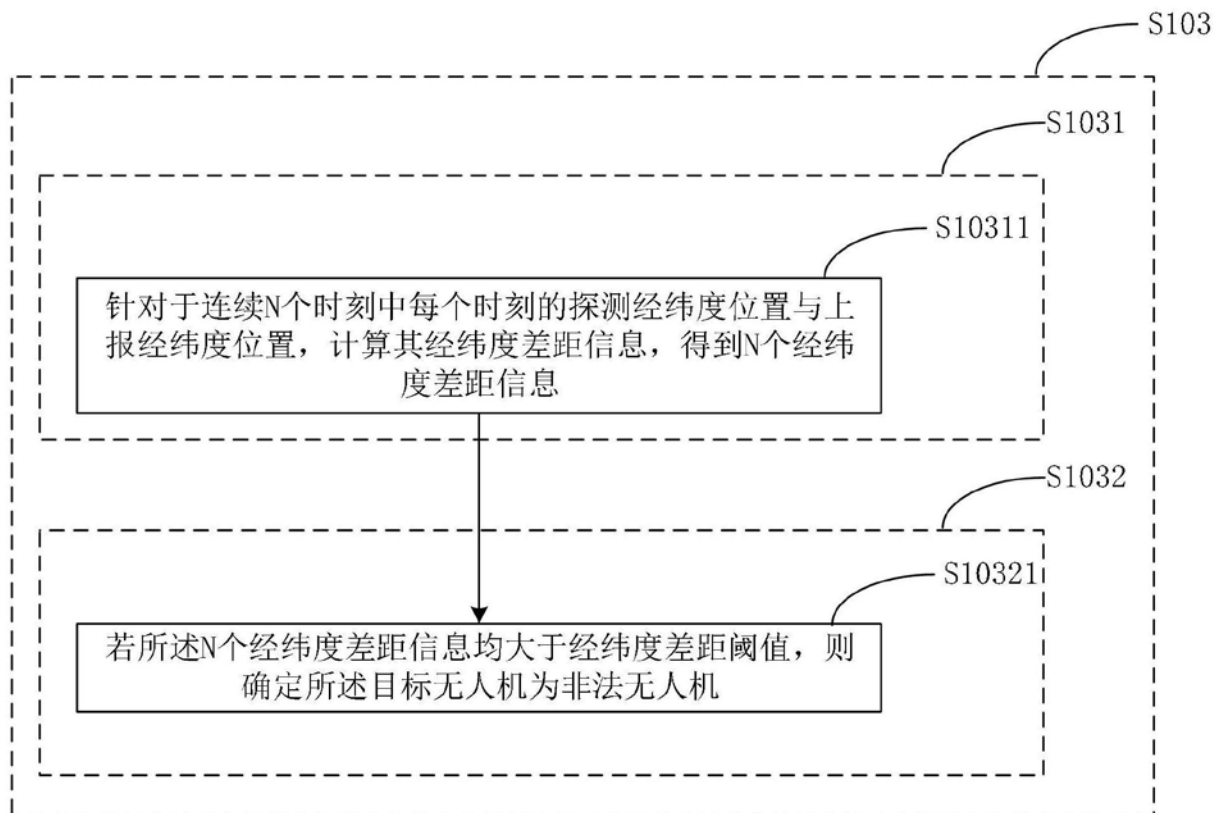 S103
S1031
S10311
针对于连续N个时刻中每个时刻的探测经纬度位置与上
报经纬度位置，计算其经纬度差距信息，得到N个经纬
度差距信息
S1032
S10321
若所述N个经纬度差距信息均大于经纬度差距阈值，则
确定所述目标无人机为非法无人机